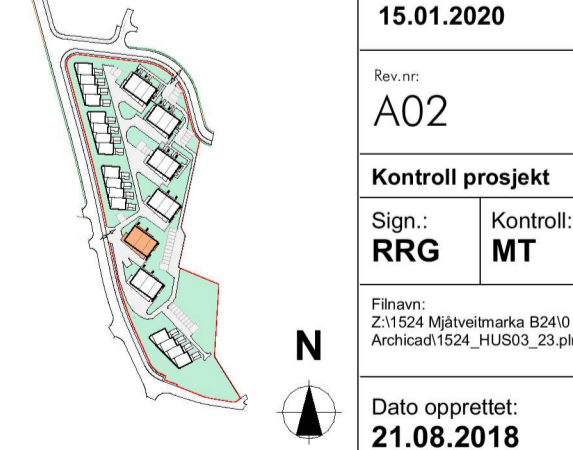 15.01.2020
Rev.nr:
A02
Kontroll prosjekt
Sign.:
RRG
Kontroll:
MT
Filnavn:
Z:\1524 Mjåtveitmarka B24\0
Archicad\1524_HUS03_23.pln
Dato opprettet:
21.08.2018
N